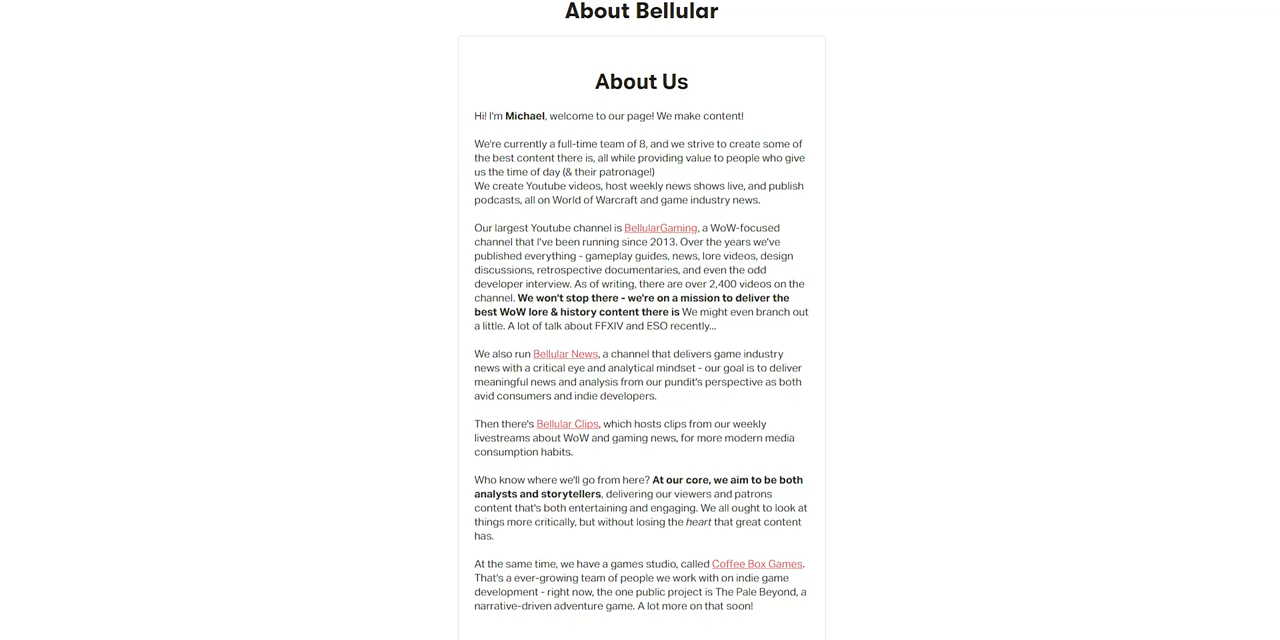 About Bellular
About Us
Hi! I'm Michael, welcome to our page! We make content!
We're currently a full-time team of 8, and we strive to create some of
the best content there is, all while providing value to people who give
us the time of day (& their patronage!)
We create Youtube videos, host weekly news shows live, and publish
podcasts, all on World of Warcraft and game industry news.
Our largest Youtube channel is BellularGaming, a WoW-focused
channel that I've been running since 2013. Over the years we've
published everything - gameplay guides, news, lore videos, design
discussions, retrospective documentaries, and even the odd
developer interview. As of writing, there are over 2,400 videos on the
channel. We won't stop there - we're on a mission to deliver the
best WoW lore & history content there is We might even branch out
a little. A lot of talk about FFXIV and ESO recently...
We also run Bellular News, a channel that delivers game industry
news with a critical eye and analytical mindset - our goal is to deliver
meaningful news and analysis from our pundit's perspective as both
avid consumers and indie developers.
Then there's Bellular Clips, which hosts clips from our weekly
livestreams about WoW and gaming news, for more modern media
consumption habits.
Who know where we'll go from here? At our core, we aim to be both
analysts and storytellers, delivering our viewers and patrons
content that's both entertaining and engaging. We all ought to look at
things more critically, but without losing the heart that great content
has.
At the same time, we have a games studio, called Coffee Box Games.
That's a ever-growing team of people we work with on indie game
development - right now, the one public project is The Pale Beyond, a
narrative-driven adventure game. A lot more on that soon!